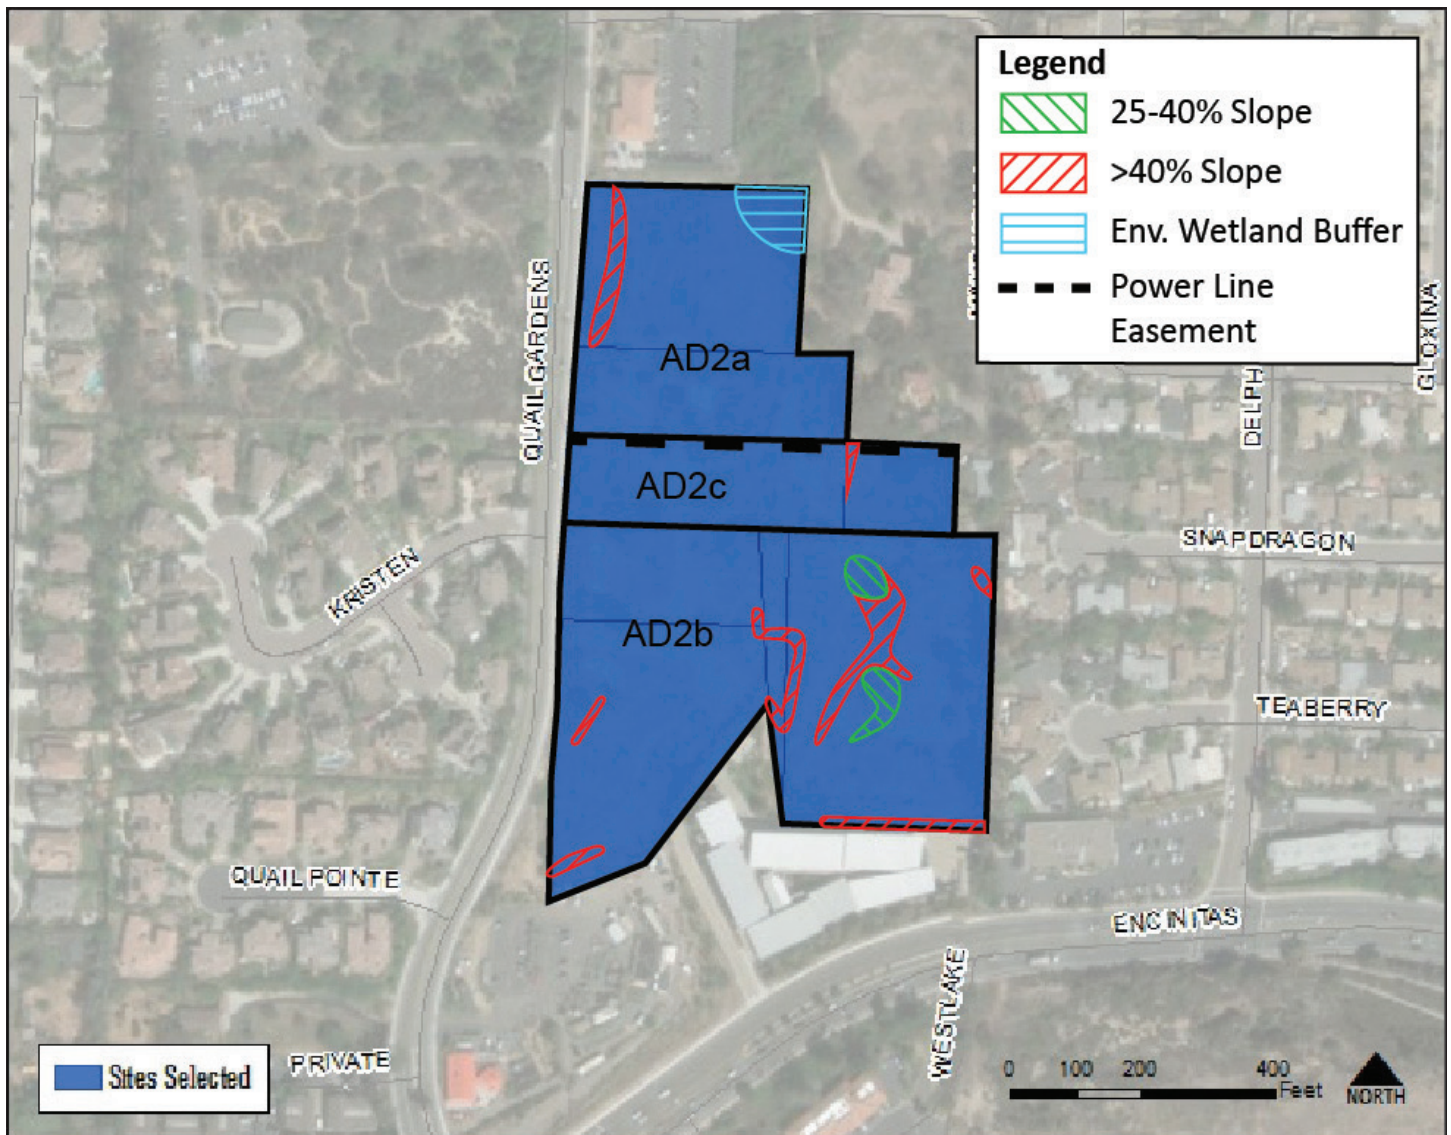 Legend
25-40% Slope
>40% Slope
Env. Wetland Buffer
Power Line
Easement
QUAIL GARDENS
AD2a
GLOXINA
DELPH
AD2c
SNAPDRAGON
KRISTEN
AD2b
TEABERRY
QUAIL POINTE
ENCINITAS
WESTLAKE
PRIVATE
Sites Selected
0 100 200 400
Feet
NORTH